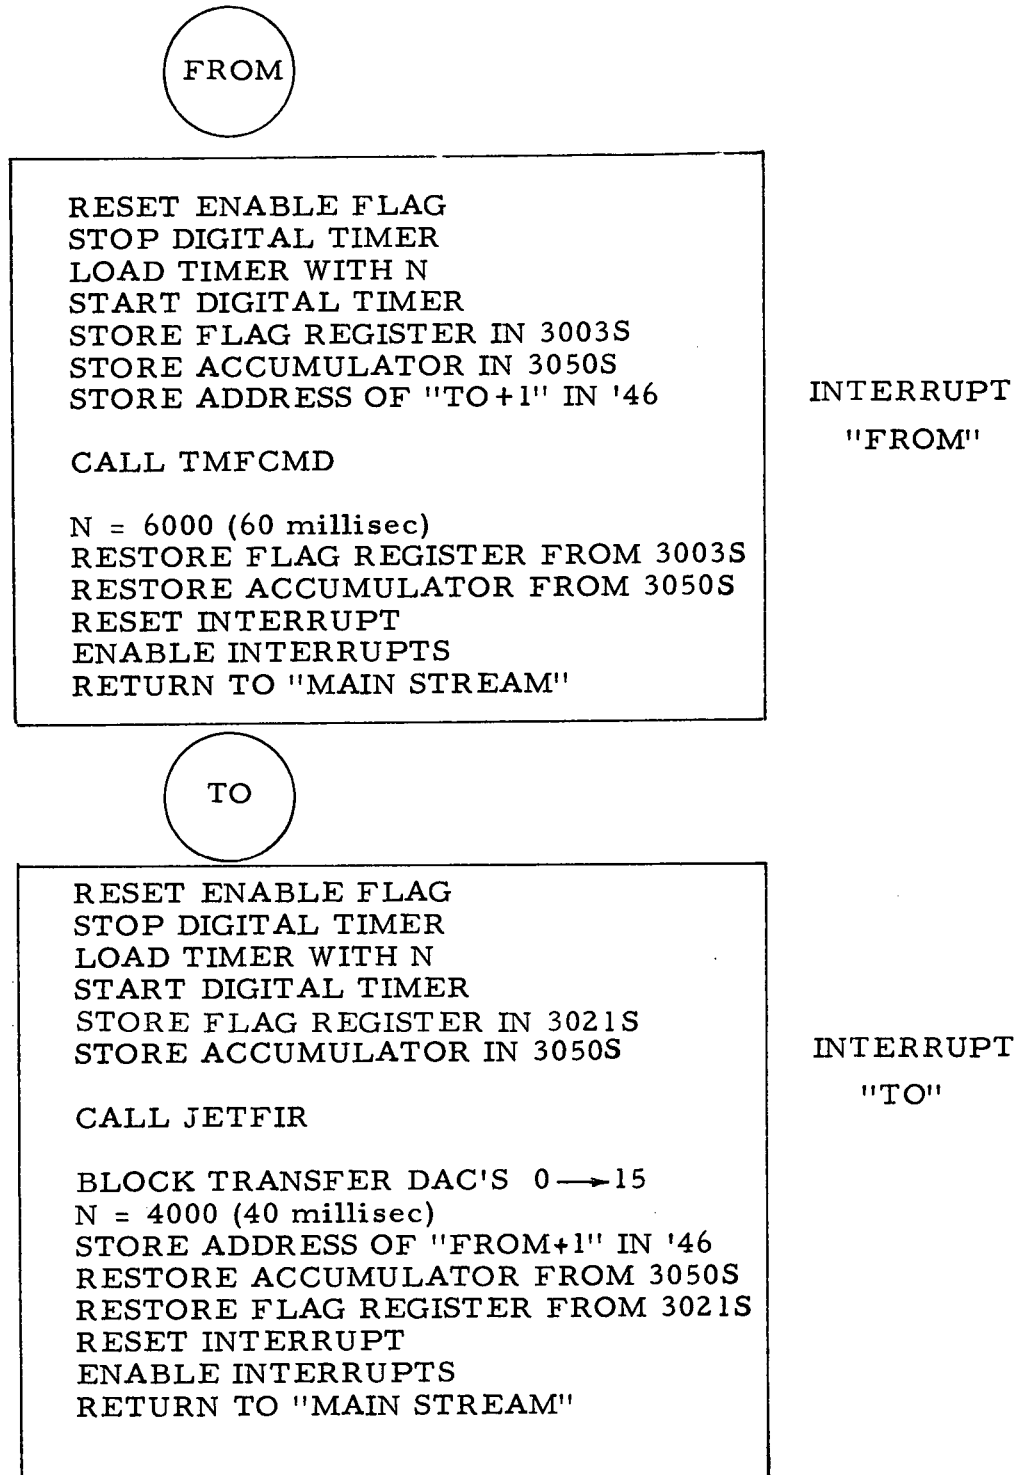 FROM
RESET ENABLE FLAG
STOP DIGITAL TIMER
LOAD TIMER WITH N
START DIGITAL TIMER
STORE FLAG REGISTER IN 3003S
STORE ACCUMULATOR IN 3050S
STORE ADDRESS OF "TO+1" IN '46
CALL TMFCMD
N = 6000 (60 millisec)
RESTORE FLAG REGISTER FROM 3003S
RESTORE ACCUMULATOR FROM 3050S
RESET INTERRUPT
ENABLE INTERRUPTS
RETURN TO "MAIN STREAM"
INTERRUPT
"FROM"
TO
RESET ENABLE FLAG
STOP DIGITAL TIMER
LOAD TIMER WITH N
START DIGITAL TIMER
STORE FLAG REGISTER IN 3021S
STORE ACCUMULATOR IN 3050S
CALL JETFIR
BLOCK TRANSFER DAC'S 0→15
N = 4000 (40 millisec)
STORE ADDRESS OF "FROM+1" IN '46
RESTORE ACCUMULATOR FROM 3050S
RESTORE FLAG REGISTER FROM 3021S
RESET INTERRUPT
ENABLE INTERRUPTS
RETURN TO "MAIN STREAM"
INTERRUPT
"TO"